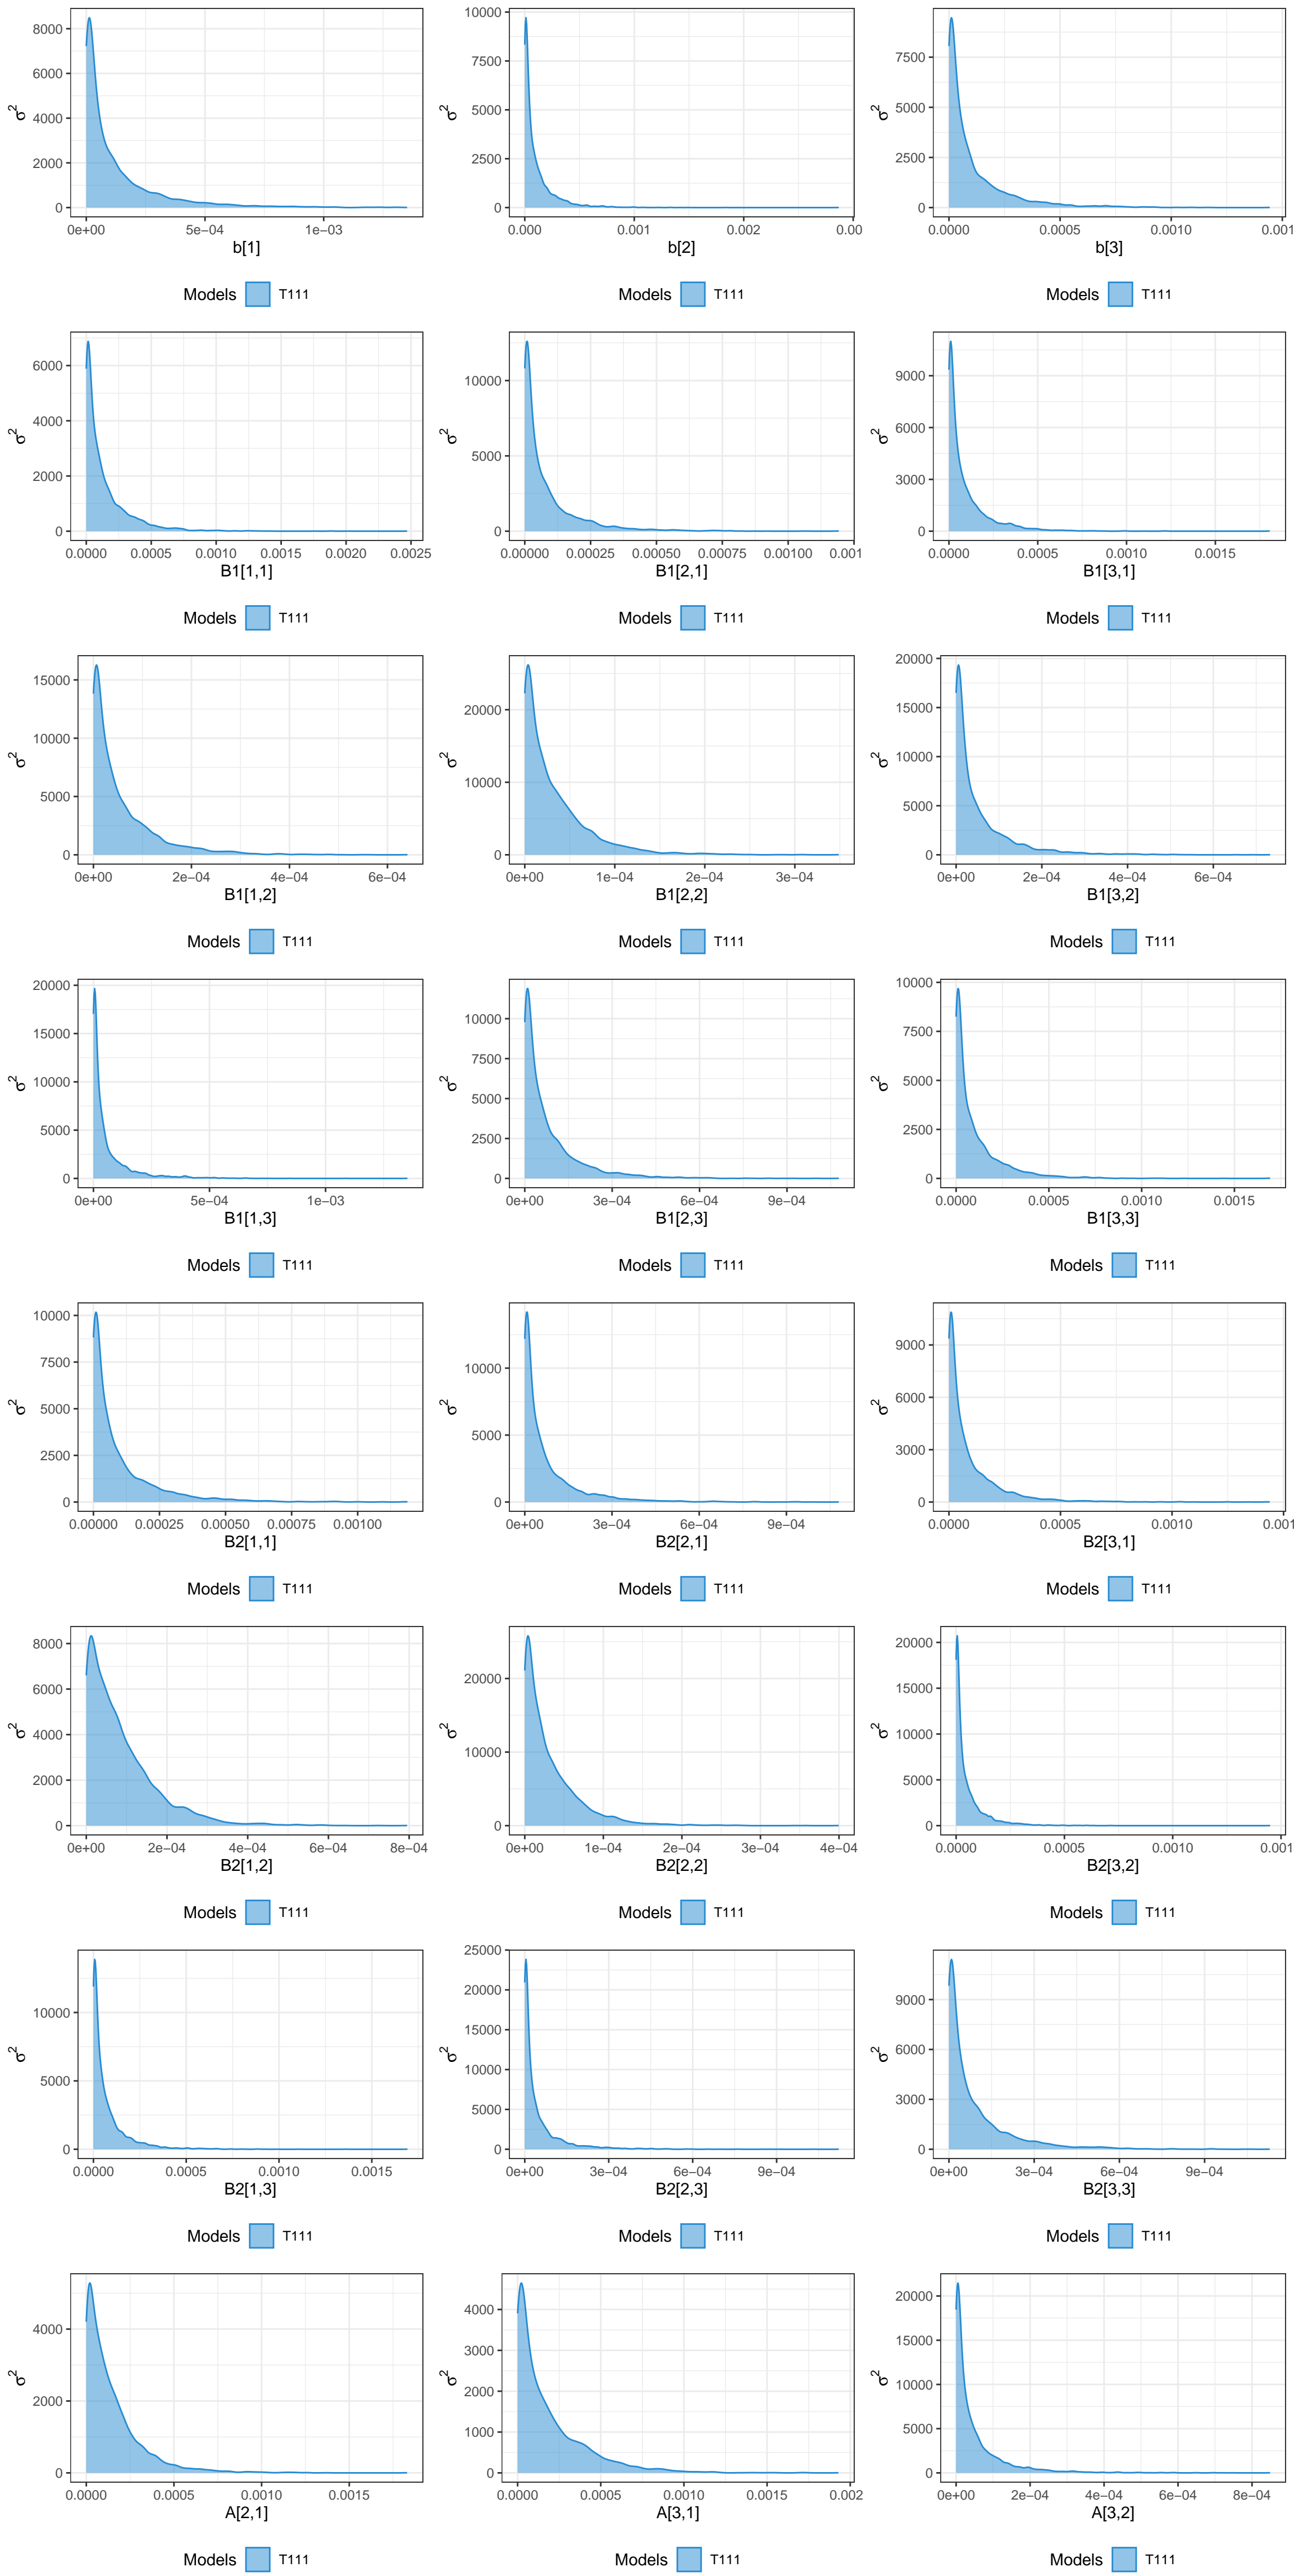 8000
6000
4000
2000
0
σ²
0e+00 5e−04 1e−03
b[1]
Models T111
10000
7500
5000
2500
0
σ²
0.000 0.001 0.002 0.00
b[2]
Models T111
7500
5000
2500
0
σ²
0.0000 0.0005 0.0010 0.001
b[3]
Models T111
6000
4000
2000
0
σ²
0.0000 0.0005 0.0010 0.0015 0.0020 0.0025
B1[1,1]
Models T111
10000
5000
0
σ²
0.00000 0.00025 0.00050 0.00075 0.00100 0.001
B1[2,1]
Models T111
9000
6000
3000
0
σ²
0.0000 0.0005 0.0010 0.0015
B1[3,1]
Models T111
15000
10000
5000
0
σ²
0e+00 2e−04 4e−04 6e−04
B1[1,2]
Models T111
20000
10000
0
σ²
0e+00 1e−04 2e−04 3e−04
B1[2,2]
Models T111
20000
15000
10000
5000
0
σ²
0e+00 2e−04 4e−04 6e−04
B1[3,2]
Models T111
20000
15000
10000
5000
0
σ²
0e+00 5e−04 1e−03
B1[1,3]
Models T111
10000
7500
5000
2500
0
σ²
0e+00 3e−04 6e−04 9e−04
B1[2,3]
Models T111
10000
7500
5000
2500
0
σ²
0.0000 0.0005 0.0010 0.0015
B1[3,3]
Models T111
10000
7500
5000
2500
0
σ²
0.00000 0.00025 0.00050 0.00075 0.00100
B2[1,1]
Models T111
10000
5000
0
σ²
0e+00 3e−04 6e−04 9e−04
B2[2,1]
Models T111
9000
6000
3000
0
σ²
0.0000 0.0005 0.0010 0.001
B2[3,1]
Models T111
8000
6000
4000
2000
0
σ²
0e+00 2e−04 4e−04 6e−04 8e−04
B2[1,2]
Models T111
20000
10000
0
σ²
0e+00 1e−04 2e−04 3e−04 4e−04
B2[2,2]
Models T111
20000
15000
10000
5000
0
σ²
0.0000 0.0005 0.0010 0.001
B2[3,2]
Models T111
10000
5000
0
σ²
0.0000 0.0005 0.0010 0.0015
B2[1,3]
Models T111
25000
20000
15000
10000
5000
0
σ²
0e+00 3e−04 6e−04 9e−04
B2[2,3]
Models T111
9000
6000
3000
0
σ²
0e+00 3e−04 6e−04 9e−04
B2[3,3]
Models T111
4000
2000
0
σ²
0.0000 0.0005 0.0010 0.0015
A[2,1]
Models T111
4000
3000
2000
1000
0
σ²
0.0000 0.0005 0.0010 0.0015 0.002
A[3,1]
Models T111
20000
15000
10000
5000
0
σ²
0e+00 2e−04 4e−04 6e−04 8e−04
A[3,2]
Models T111